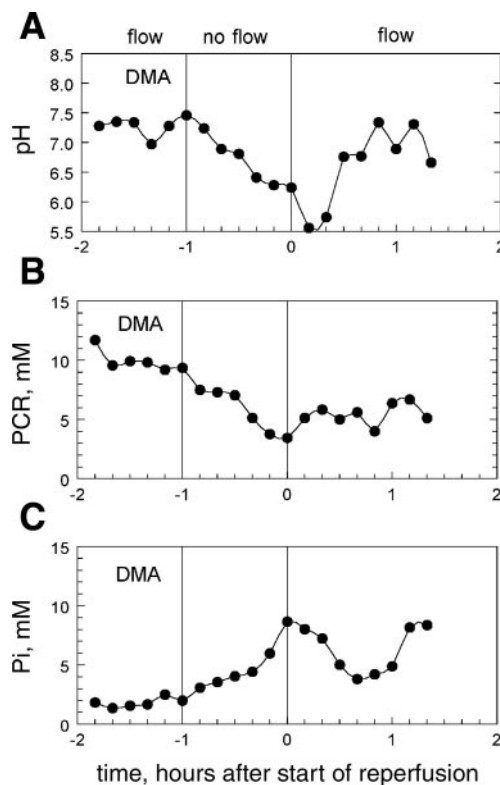 A
flow no flow flow
8.5
8.0
7.5
7.0
6.5
6.0
5.5
pH
DMA
-2 -1 0 1 2
B
15
10
5
0
PCR, mM
DMA
-2 -1 0 1 2
C
15
10
5
0
Pi, mM
DMA
-2 -1 0 1 2
time, hours after start of reperfusion